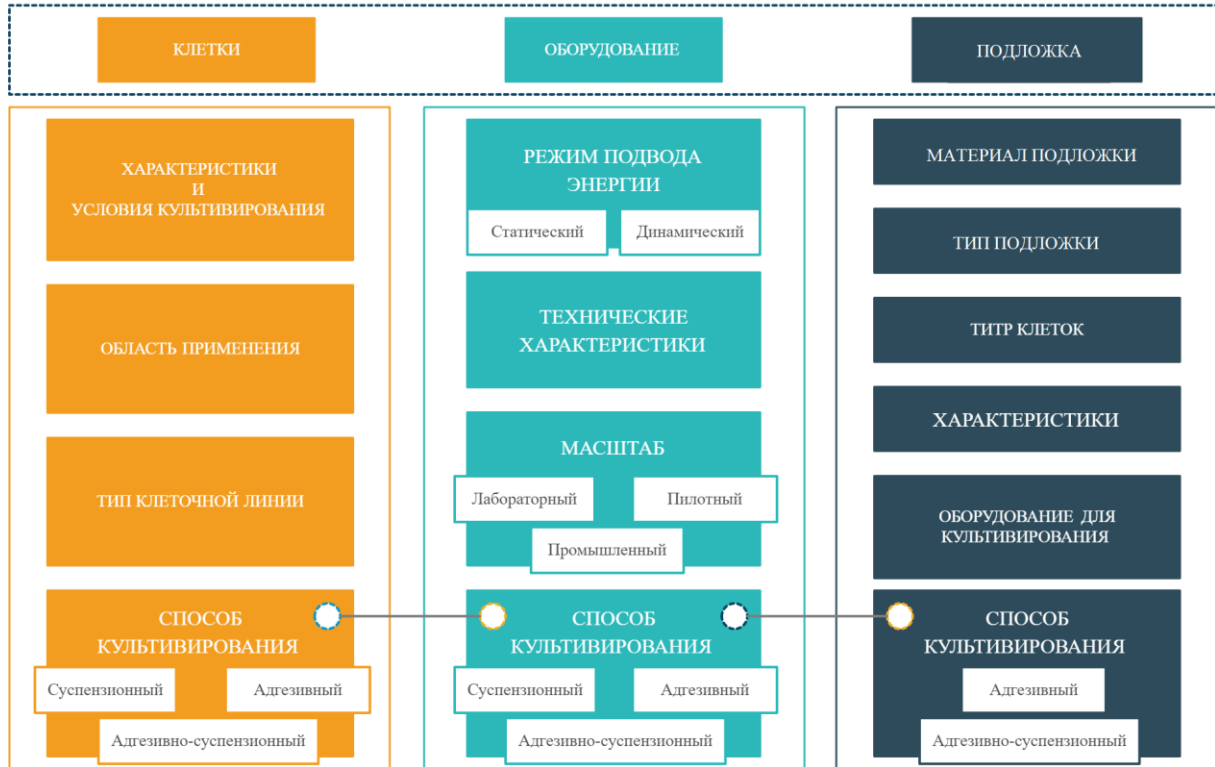 КЛЕТКИ
ОБОРУДОВАНИЕ
ПОДЛОЖКА
ХАРАКТЕРИСТИКИ
И
УСЛОВИЯ КУЛЬТИВИРОВАНИЯ
ОБЛАСТЬ ПРИМЕНЕНИЯ
ТИП КЛЕТОЧНОЙ ЛИНИИ
СПОСОБ
КУЛЬТИВИРОВАНИЯ
Суспензионный
Адгезивный
Адгезивно-суспензионный
РЕЖИМ ПОДВОДА
ЭНЕРГИИ
Статический
Динамический
ТЕХНИЧЕСКИЕ
ХАРАКТЕРИСТИКИ
МАСШТАБ
Лабораторный
Пилотный
Промышленный
СПОСОБ
КУЛЬТИВИРОВАНИЯ
Суспензионный
Адгезивный
Адгезивно-суспензионный
МАТЕРИАЛ ПОДЛОЖКИ
ТИП ПОДЛОЖКИ
ТИТР КЛЕТОК
ХАРАКТЕРИСТИКИ
ОБОРУДОВАНИЕ ДЛЯ
КУЛЬТИВИРОВАНИЯ
СПОСОБ
КУЛЬТИВИРОВАНИЯ
Адгезивный
Адгезивно-суспензионный